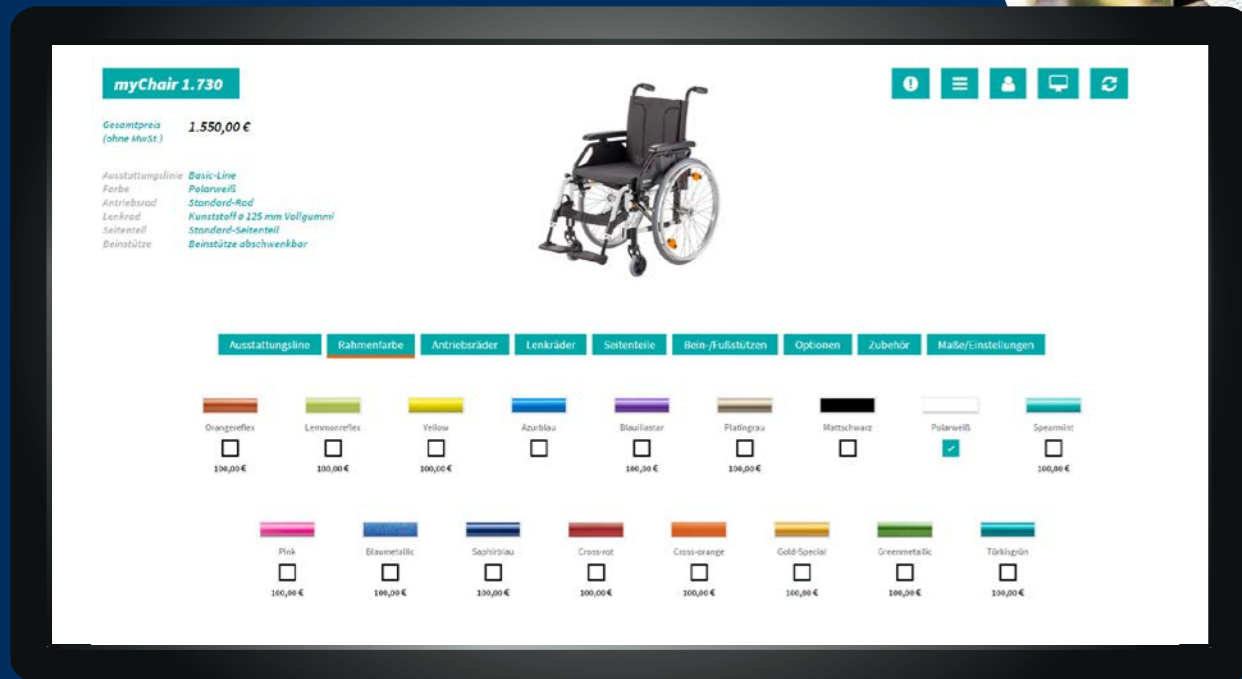 myChair 1.730
Gesamtpreis 1.550,00 €
(ohne MwSt.)
Ausstattungslinie Basic-Line
Farbe Polarweiß
Antriebsrad Standard-Rad
Lenkrad Kunststoff ø 125 mm Vollgummi
Seitenteil Standard-Seitenteil
Beinstütze Beinstütze abschwenkbar
Ausstattungsline Rahmenfarbe Antriebsräder Lenkräder Seitenteile Bein-/Fußstützen Optionen Zubehör Maße/Einstellungen
Orangereflex Lemmonreflex Yellow Azurblau Blaulilastar Platingrau Mattschwarz Polarweiß Spearmint
100,00 € 100,00 € 100,00 € 100,00 € 100,00 € 100,00 €
Pink Blaumetallic Saphirblau Cross-rot Cross-orange Gold-Special Greenmetallic Türkisgrün
100,00 € 100,00 € 100,00 € 100,00 € 100,00 € 100,00 € 100,00 € 100,00 €